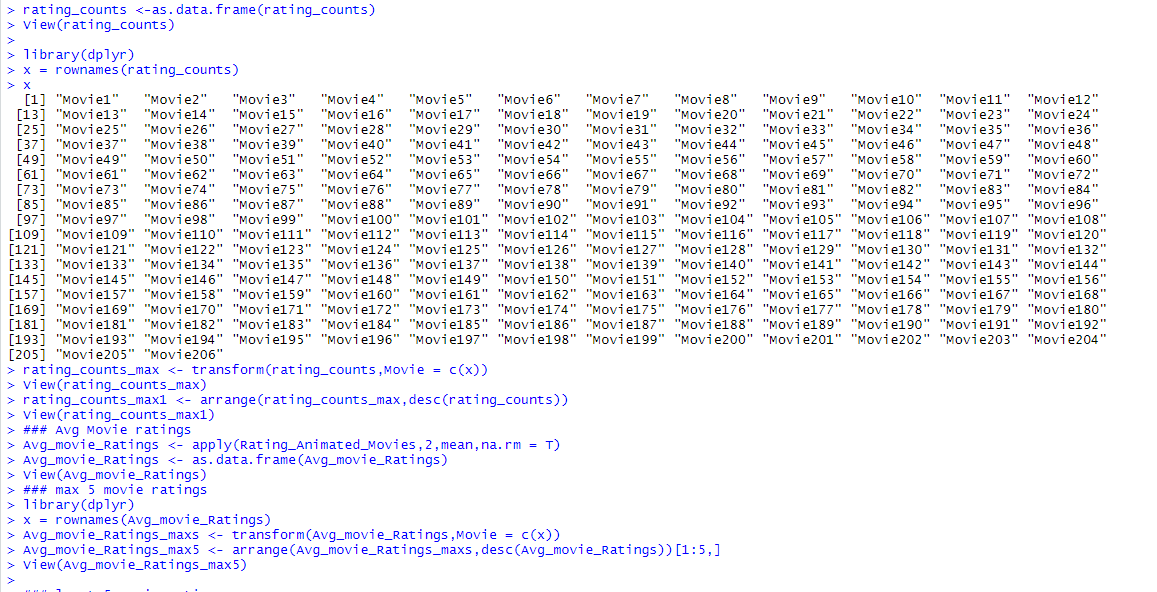 > rating_counts <-as.data.frame(rating_counts)
> View(rating_counts)
>
> library(dplyr)
> x = rownames(rating_counts)
> x
[1] "Movie1" "Movie2" "Movie3" "Movie4" "Movie5" "Movie6" "Movie7" "Movie8" "Movie9" "Movie10" "Movie11" "Movie12"
[13] "Movie13" "Movie14" "Movie15" "Movie16" "Movie17" "Movie18" "Movie19" "Movie20" "Movie21" "Movie22" "Movie23" "Movie24"
[25] "Movie25" "Movie26" "Movie27" "Movie28" "Movie29" "Movie30" "Movie31" "Movie32" "Movie33" "Movie34" "Movie35" "Movie36"
[37] "Movie37" "Movie38" "Movie39" "Movie40" "Movie41" "Movie42" "Movie43" "Movie44" "Movie45" "Movie46" "Movie47" "Movie48"
[49] "Movie49" "Movie50" "Movie51" "Movie52" "Movie53" "Movie54" "Movie55" "Movie56" "Movie57" "Movie58" "Movie59" "Movie60"
[61] "Movie61" "Movie62" "Movie63" "Movie64" "Movie65" "Movie66" "Movie67" "Movie68" "Movie69" "Movie70" "Movie71" "Movie72"
[73] "Movie73" "Movie74" "Movie75" "Movie76" "Movie77" "Movie78" "Movie79" "Movie80" "Movie81" "Movie82" "Movie83" "Movie84"
[85] "Movie85" "Movie86" "Movie87" "Movie88" "Movie89" "Movie90" "Movie91" "Movie92" "Movie93" "Movie94" "Movie95" "Movie96"
[97] "Movie97" "Movie98" "Movie99" "Movie100" "Movie101" "Movie102" "Movie103" "Movie104" "Movie105" "Movie106" "Movie107" "Movie108"
[109] "Movie109" "Movie110" "Movie111" "Movie112" "Movie113" "Movie114" "Movie115" "Movie116" "Movie117" "Movie118" "Movie119" "Movie120"
[121] "Movie121" "Movie122" "Movie123" "Movie124" "Movie125" "Movie126" "Movie127" "Movie128" "Movie129" "Movie130" "Movie131" "Movie132"
[133] "Movie133" "Movie134" "Movie135" "Movie136" "Movie137" "Movie138" "Movie139" "Movie140" "Movie141" "Movie142" "Movie143" "Movie144"
[145] "Movie145" "Movie146" "Movie147" "Movie148" "Movie149" "Movie150" "Movie151" "Movie152" "Movie153" "Movie154" "Movie155" "Movie156"
[157] "Movie157" "Movie158" "Movie159" "Movie160" "Movie161" "Movie162" "Movie163" "Movie164" "Movie165" "Movie166" "Movie167" "Movie168"
[169] "Movie169" "Movie170" "Movie171" "Movie172" "Movie173" "Movie174" "Movie175" "Movie176" "Movie177" "Movie178" "Movie179" "Movie180"
[181] "Movie181" "Movie182" "Movie183" "Movie184" "Movie185" "Movie186" "Movie187" "Movie188" "Movie189" "Movie190" "Movie191" "Movie192"
[193] "Movie193" "Movie194" "Movie195" "Movie196" "Movie197" "Movie198" "Movie199" "Movie200" "Movie201" "Movie202" "Movie203" "Movie204"
[205] "Movie205" "Movie206"
> rating_counts_max <- transform(rating_counts,Movie = c(x))
> View(rating_counts_max)
> rating_counts_max1 <- arrange(rating_counts_max,desc(rating_counts))
> View(rating_counts_max1)
> ### Avg Movie ratings
> Avg_movie_Ratings <- apply(Rating_Animated_Movies,2,mean,na.rm = T)
> Avg_movie_Ratings <- as.data.frame(Avg_movie_Ratings)
> View(Avg_movie_Ratings)
> ### max 5 movie ratings
> library(dplyr)
> x = rownames(Avg_movie_Ratings)
> Avg_movie_Ratings_maxs <- transform(Avg_movie_Ratings,Movie = c(x))
> Avg_movie_Ratings_max5 <- arrange(Avg_movie_Ratings_maxs,desc(Avg_movie_Ratings))[1:5,]
> View(Avg_movie_Ratings_max5)
>